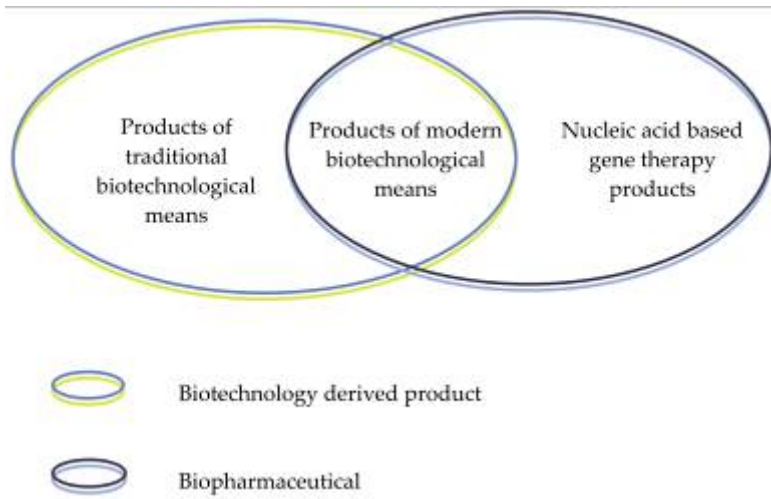 Products of
traditional
biotechnological
means
Products of modern
biotechnological
means
Nucleic acid based
gene therapy
products
Biotechnology derived product
Biopharmaceutical